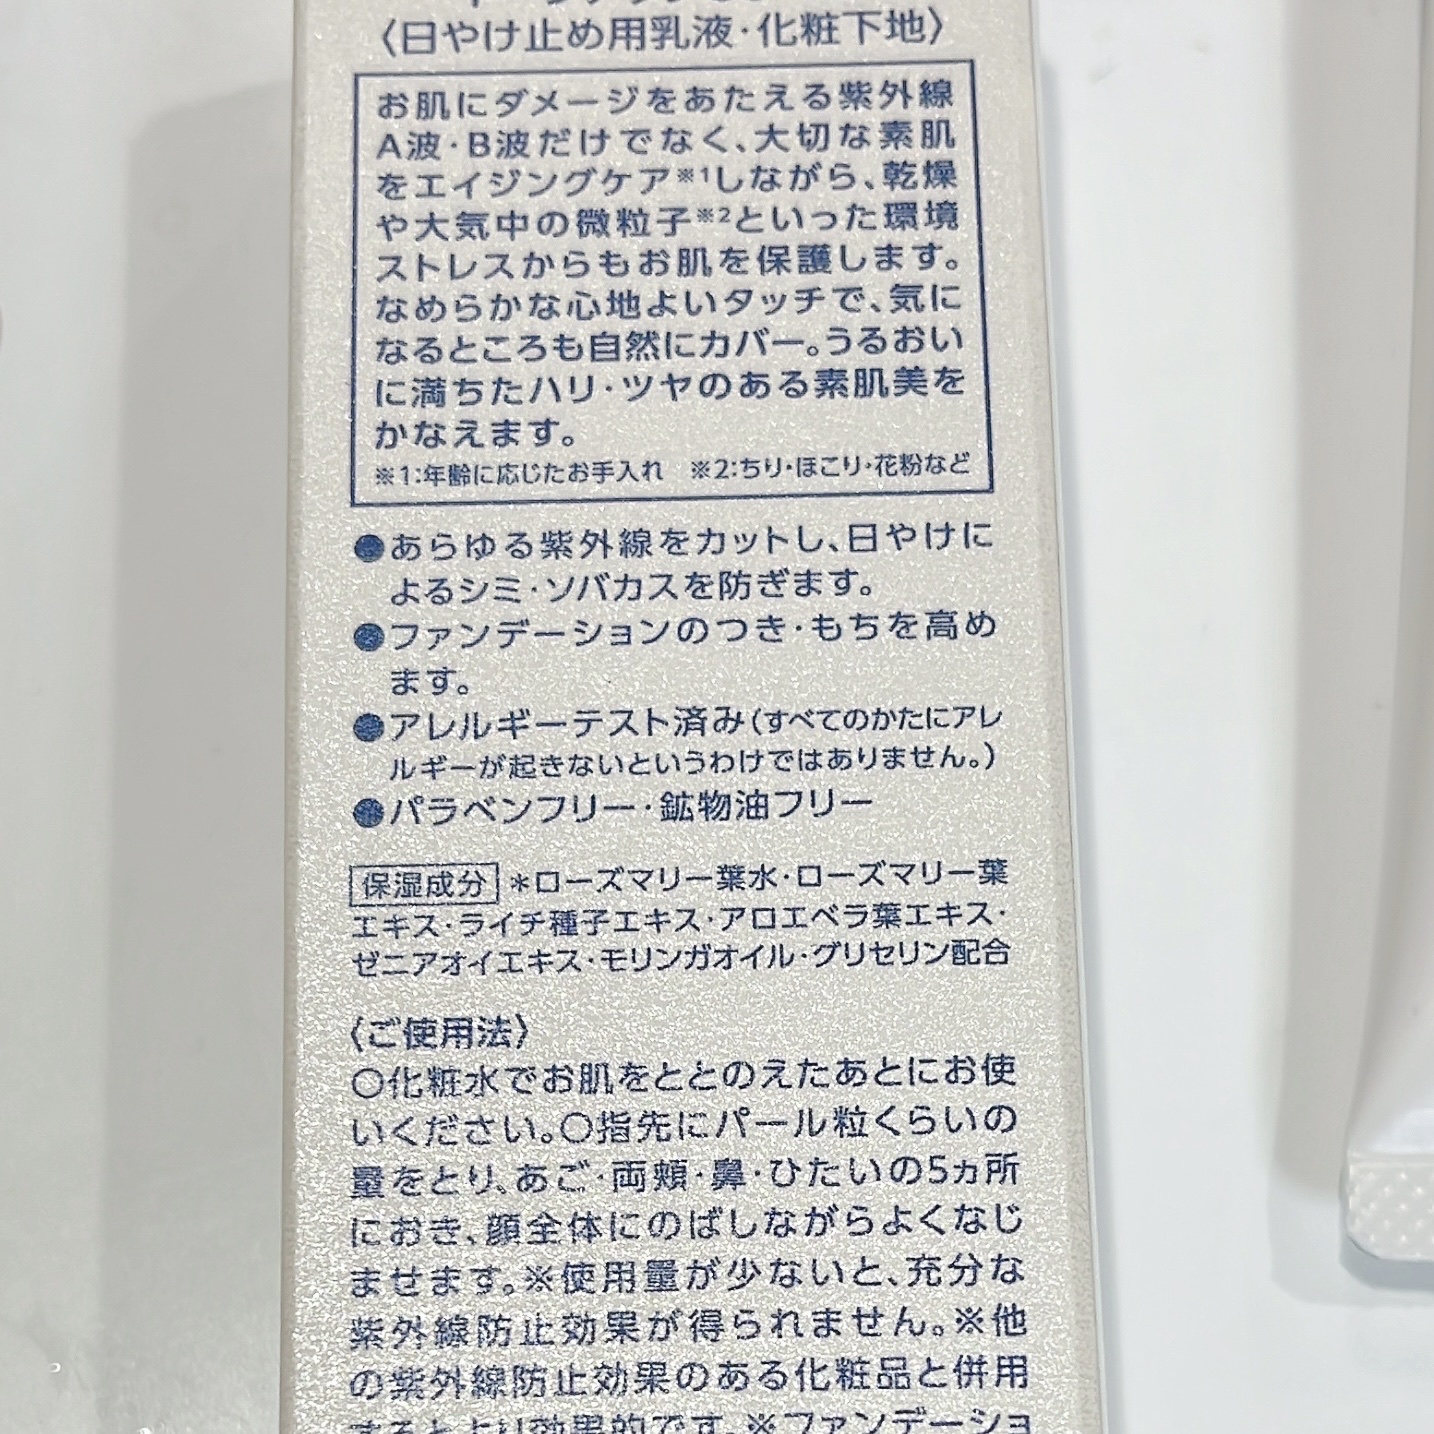 〈日やけ止め用乳液・化粧下地〉
お肌にダメージをあたえる紫外線
A波・B波だけでなく、大切な素肌
をエイジングケア※1しながら、乾燥
や大気中の微粒子※2といった環境
ストレスからもお肌を保護します。
なめらかな心地よいタッチで、気に
なるところも自然にカバー。うるおい
に満ちたハリ・ツヤのある素肌美を
かなえます。
※1:年齢に応じたお手入れ ※2:ちり・ほこり・花粉など
●あらゆる紫外線をカットし、日やけに
よるシミ・ソバカスを防ぎます。
●ファンデーションのつき・もちを高め
ます。
●アレルギーテスト済み(すべてのかたにアレ
ルギーが起きないというわけではありません。)
●パラベンフリー・鉱物油フリー
保湿成分 *ローズマリー葉水・ローズマリー葉
エキス・ライチ種子エキス・アロエベラ葉エキス・
ゼニアオイエキス・モリンガオイル・グリセリン配合
〈ご使用法〉
○化粧水でお肌をととのえたあとにお使
いください。○指先にパール粒くらいの
量をとり、あご・両頬・鼻・ひたいの5ヵ所
におき、顔全体にのばしながらよくなじ
ませます。※使用量が少ないと、充分な
紫外線防止効果が得られません。※他
の紫外線防止効果のある化粧品と併用
するとより効果的です。※ファンデーショ